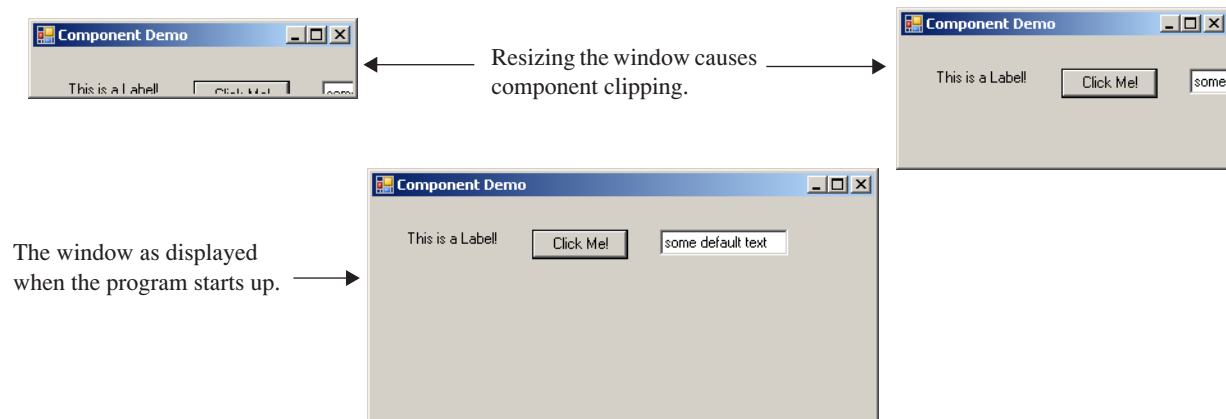 Component Demo
This is a Label!
Click Me!
Resizing the window causes
component clipping.
Component Demo
This is a Label!
Click Me!
some
Component Demo
This is a Label!
Click Me!
some default text
The window as displayed
when the program starts up.